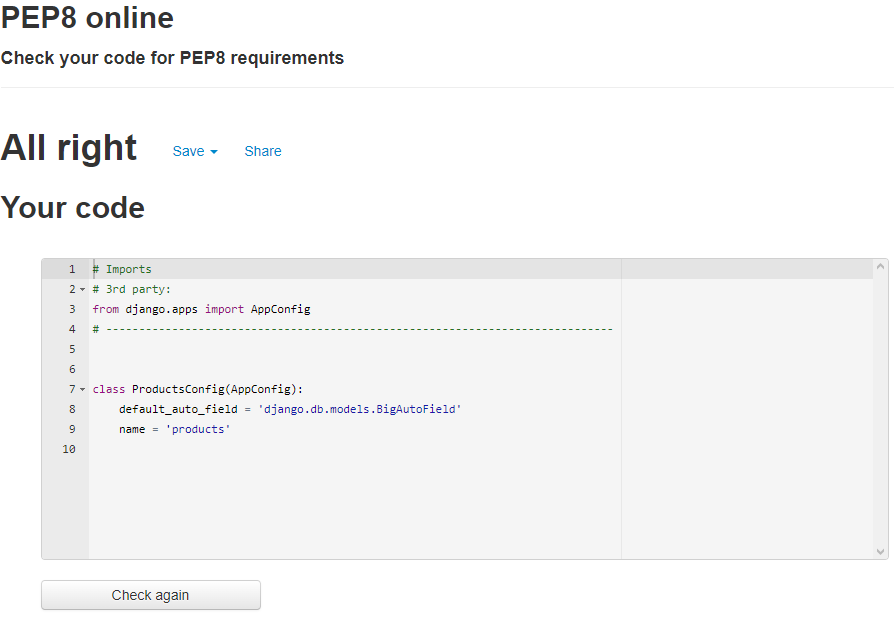 PEP8 online
Check your code for PEP8 requirements
All right Save Share
Your code
1 # Imports
2 # 3rd party:
3 from django.apps import AppConfig
4 # -----------------------------------------------------------------------------
5
6
7 class ProductsConfig(AppConfig):
8     default_auto_field = 'django.db.models.BigAutoField'
9     name = 'products'
10
Check again